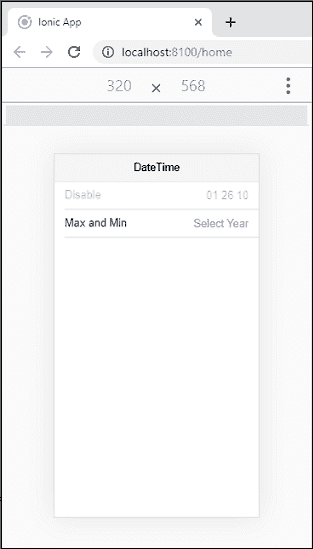 Ionic App
localhost:8100/home
320 × 568
DateTime
Disable 01 26 10
Max and Min Select Year